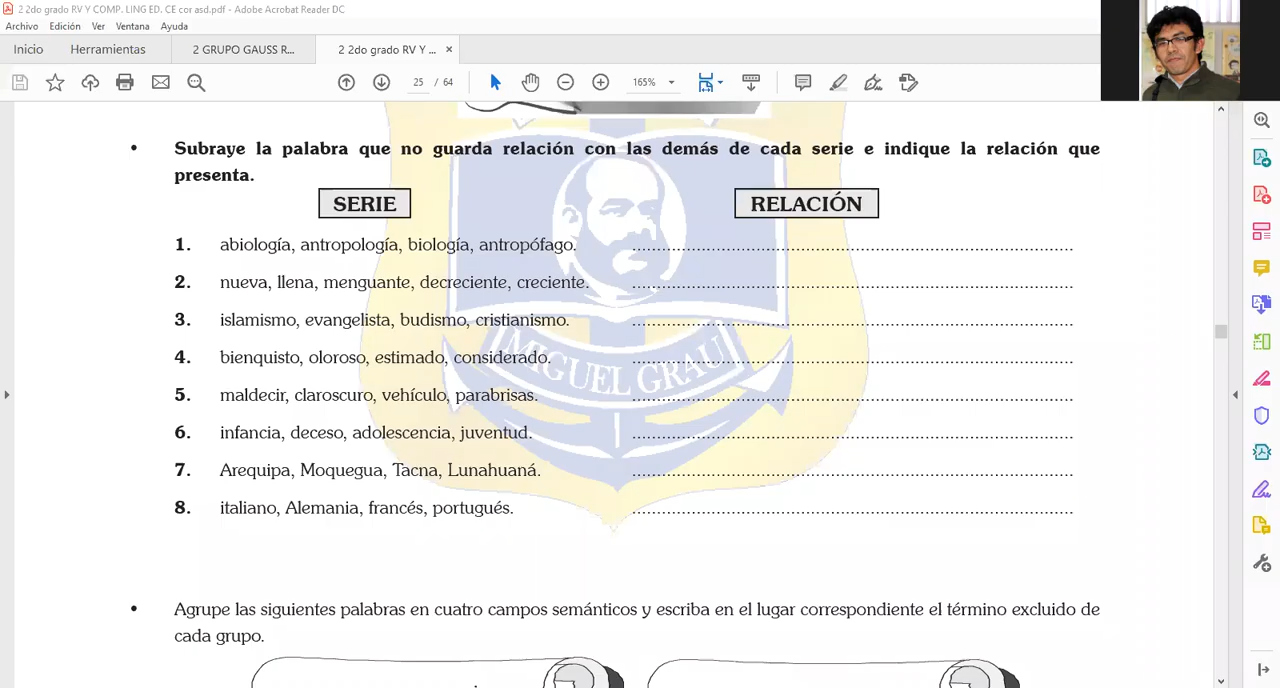 2 2do grado RV Y COMP. LING ED. CE cor asd.pdf - Adobe Acrobat Reader DC
Archivo Edición Ver Ventana Ayuda
Inicio Herramientas 2 GRUPO GAUSS R... 2 2do grado RV Y ... ×
25 / 64 165%
• Subraye la palabra que no guarda relación con las demás de cada serie e indique la relación que
presenta.
SERIE RELACIÓN
1. abiología, antropología, biología, antropófago. ........................................................................................
2. nueva, llena, menguante, decreciente, creciente. ........................................................................................
3. islamismo, evangelista, budismo, cristianismo. ........................................................................................
4. bienquisto, oloroso, estimado, considerado. ........................................................................................
5. maldecir, claroscuro, vehículo, parabrisas. ........................................................................................
6. infancia, deceso, adolescencia, juventud. ........................................................................................
7. Arequipa, Moquegua, Tacna, Lunahuaná. ........................................................................................
8. italiano, Alemania, francés, portugués. ........................................................................................
MIGUEL GRAU
• Agrupe las siguientes palabras en cuatro campos semánticos y escriba en el lugar correspondiente el término excluido de
cada grupo.